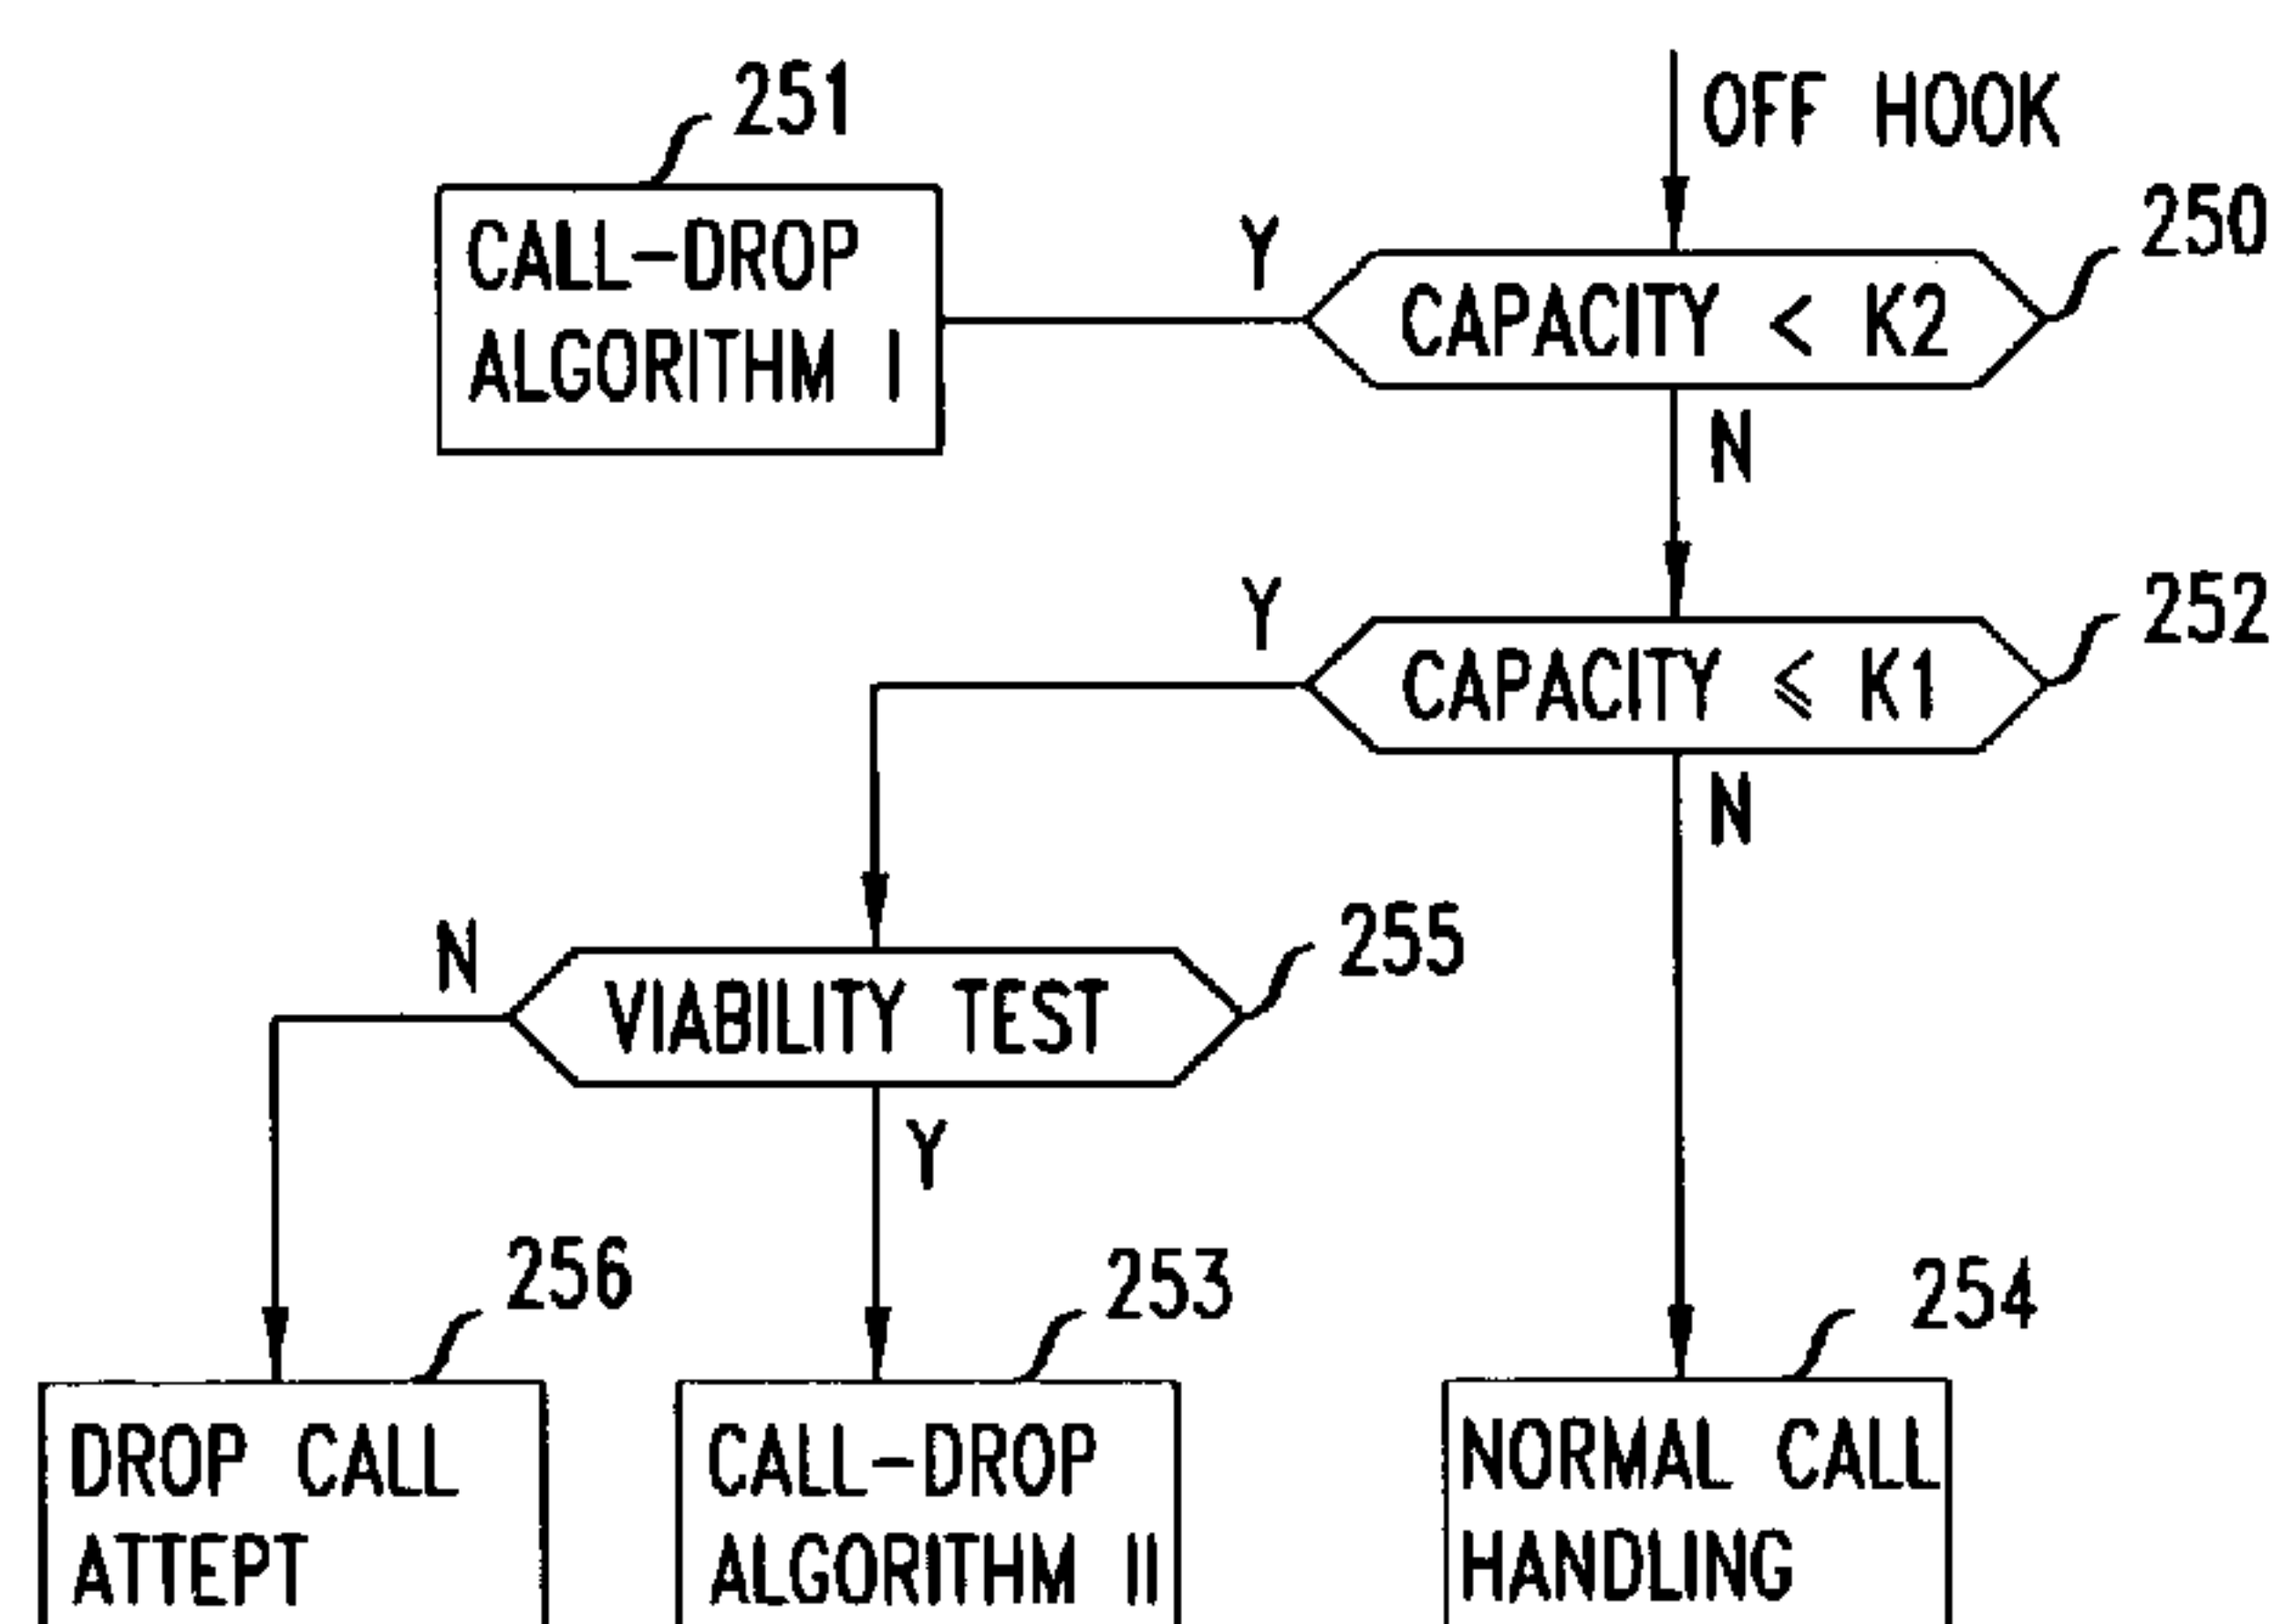 251
OFF HOOK
250
CALL-DROP
ALGORITHM I
Y
CAPACITY < K2
N
252
Y
CAPACITY ⩽ K1
N
255
N
VIABILITY TEST
Y
256
253
254
DROP CALL
ATTEPT
CALL-DROP
ALGORITHM II
NORMAL CALL
HANDLING